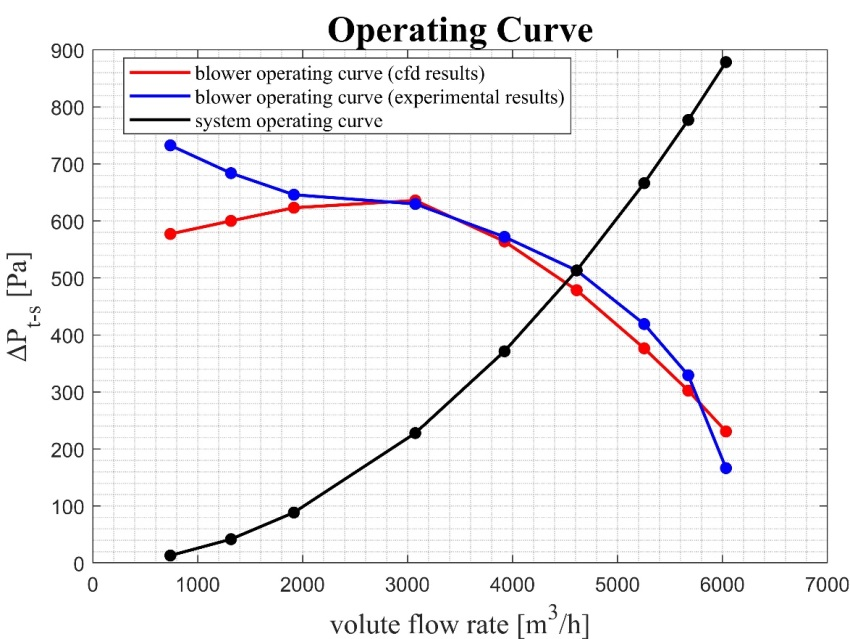 Operating Curve
blower operating curve (cfd results)
blower operating curve (experimental results)
system operating curve
900
800
700
600
500
400
300
200
100
0
ΔPt-s [Pa]
0 1000 2000 3000 4000 5000 6000 7000
volute flow rate [m³/h]